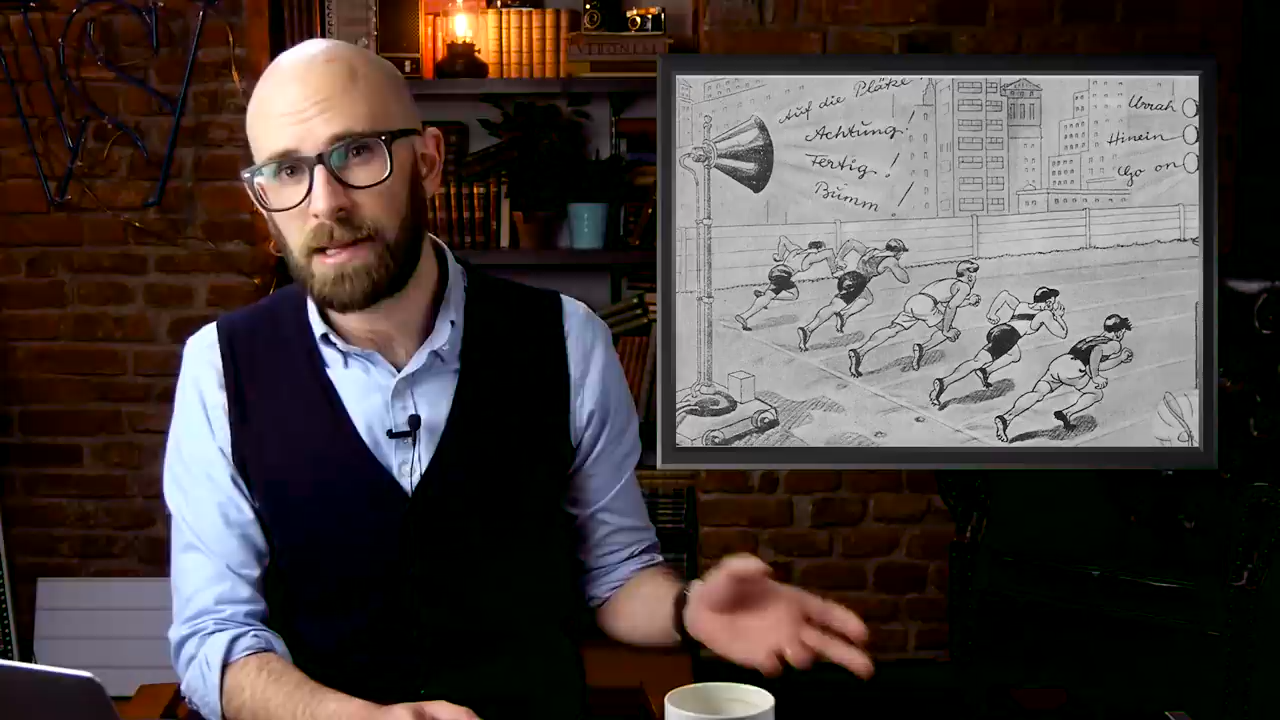 Auf die Plätze!
Achtung!
Fertig!
Bumm!
Urrah
Hinein
Go on